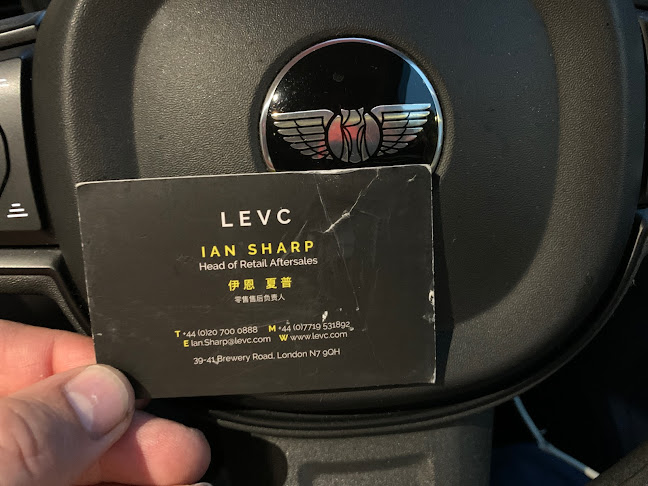 LEVC
IAN SHARP
Head of Retail Aftersales
伊恩 夏普
零售售后负责人
T +44 (0)20 700 0888 M +44 (0)7719 531892
E Ian.Sharp@levc.com W www.levc.com
39-41 Brewery Road, London N7 9QH